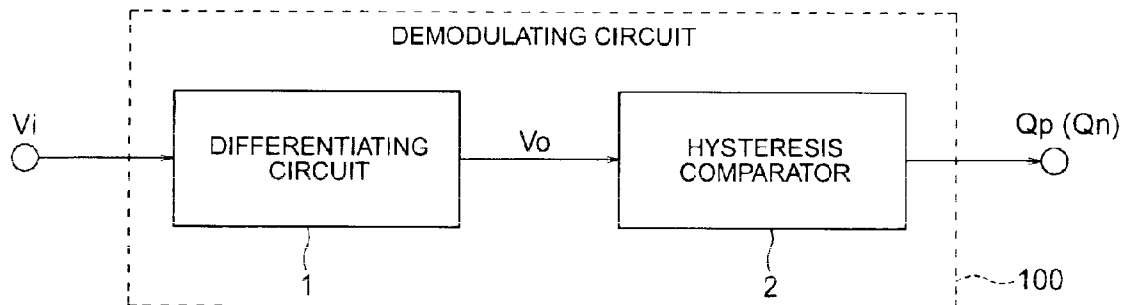 DEMODULATING CIRCUIT
Vi
DIFFERENTIATING
CIRCUIT
Vo
HYSTERESIS
COMPARATOR
Qp (Qn)
1
2
100